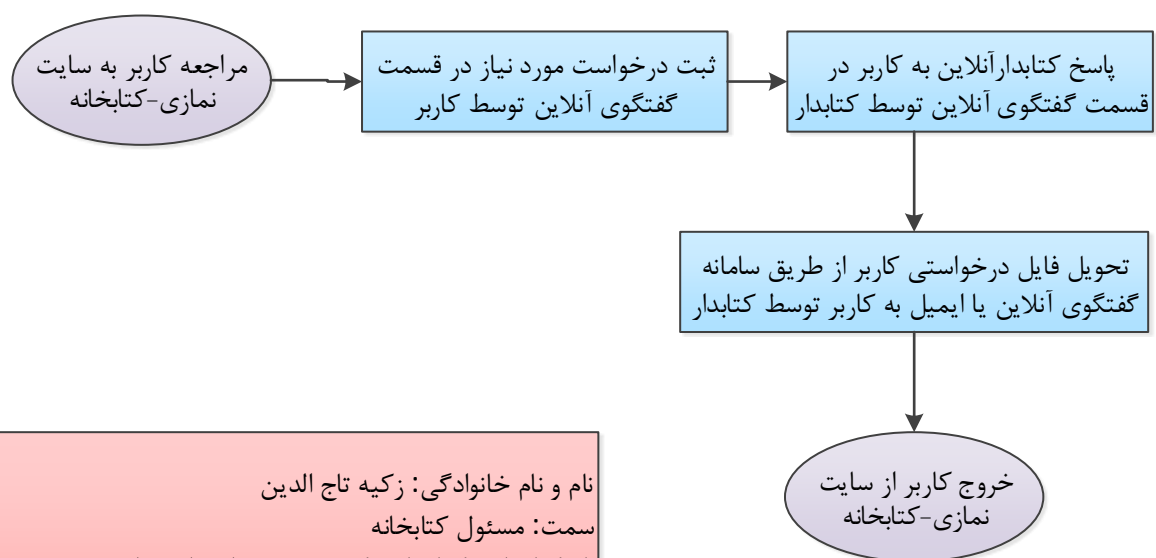 مراجعه کاربر به سایت
نمازی-کتابخانه
ثبت درخواست مورد نیاز در قسمت
گفتگوی آنلاین توسط کاربر
پاسخ کتابدارآنلاین به کاربر در
قسمت گفتگوی آنلاین توسط کتابدار
تحویل فایل درخواستی کاربر از طریق سامانه
گفتگوی آنلاین یا ایمیل به کاربر توسط کتابدار
خروج کاربر از سایت
نمازی-کتابخانه
نام و نام خانوادگی: زکیه تاج الدین
سمت: مسئول کتابخانه